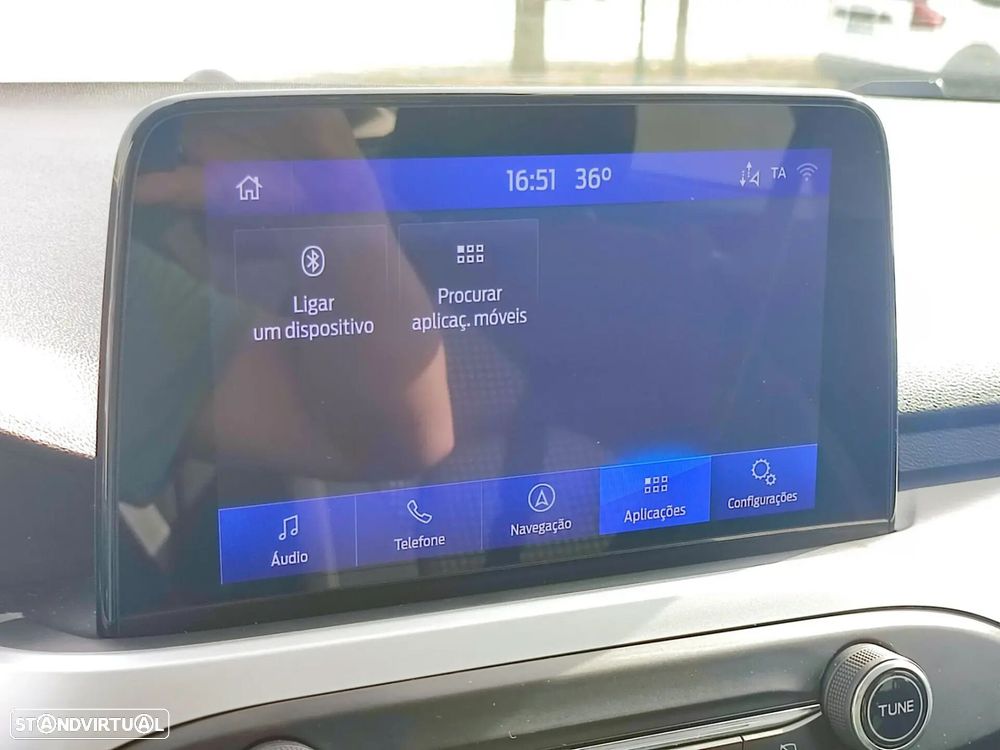 16:51 36º
TA
Ligar
um dispositivo
Procurar
aplicaç. móveis
Áudio
Telefone
Navegação
Aplicações
Configurações
TUNE
STANDVIRTUAL